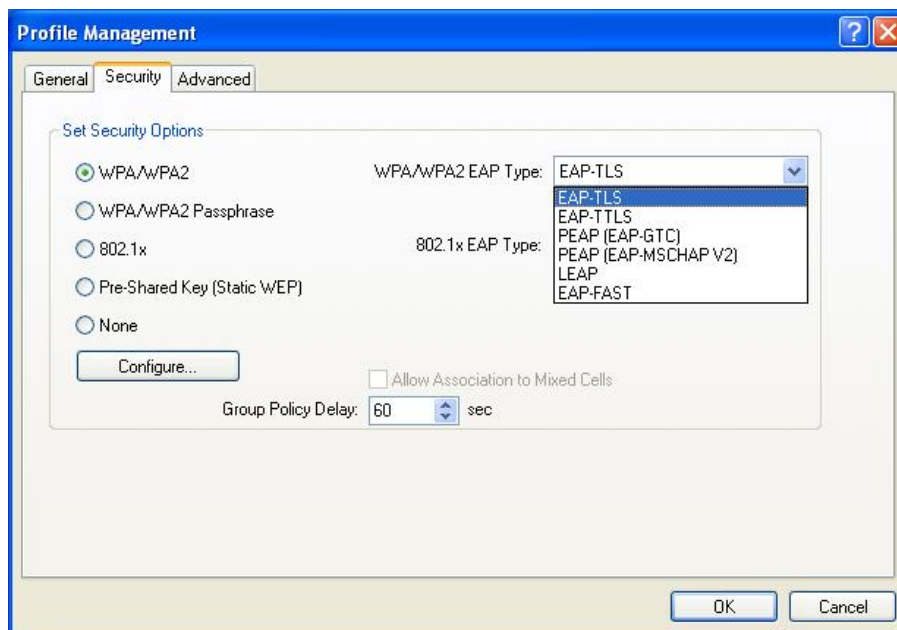 Profile Management
General Security Advanced
Set Security Options
WPA/WPA2
WPA/WPA2 EAP Type: EAP-TLS
EAP-TLS
WPA/WPA2 Passphrase
EAP-TTLS
PEAP (EAP-GTC)
802.1x
802.1x EAP Type:
PEAP (EAP-MSCHAP V2)
LEAP
Pre-Shared Key (Static WEP)
EAP-FAST
None
Configure...
Allow Association to Mixed Cells
Group Policy Delay: 60 sec
OK Cancel